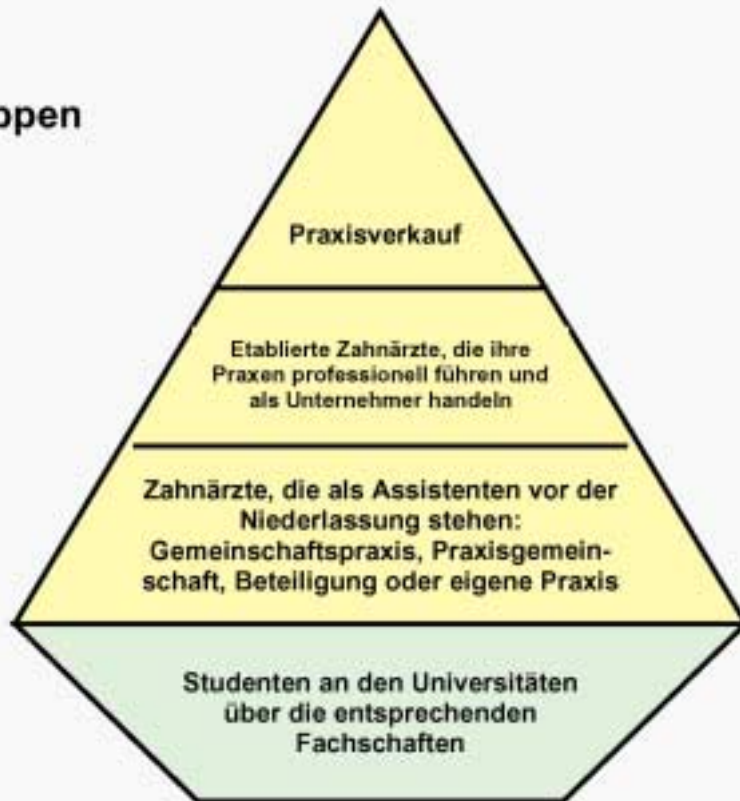 ppen
Praxisverkauf
Etablierte Zahnärzte, die ihre
Praxen professionell führen und
als Unternehmer handeln
Zahnärzte, die als Assistenten vor der
Niederlassung stehen:
Gemeinschaftspraxis, Praxisgemein-
schaft, Beteiligung oder eigene Praxis
Studenten an den Universitäten
über die entsprechenden
Fachschaften